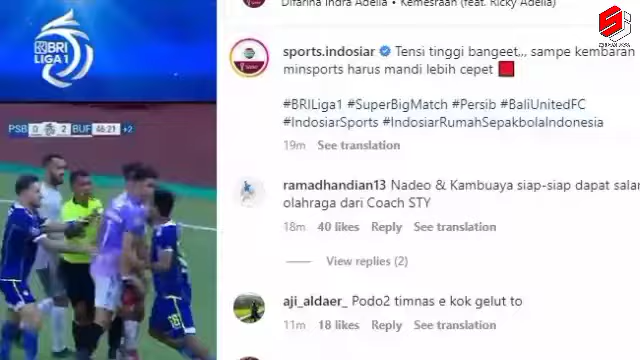 Difarina Indra Adella • Kemesraan (feat. Ricky Adella)
BRI
LIGA 1
sports.indosiar Tensi tinggi bangeet,,, sampe kembaran
minsports harus mandi lebih cepet
#BRILiga1 #SuperBigMatch #Persib #BaliUnitedFC
#IndosiarSports #IndosiarRumahSepakbolaIndonesia
19m See translation
PSB 0 2 BUF 46:21 +2
ramadhandian13 Nadeo & Kambuaya siap-siap dapat salam
olahraga dari Coach STY
18m 40 likes Reply See translation
View replies (2)
aji_aldaer_ Podo2 timnas e kok gelut to
11m 18 likes Reply See translation